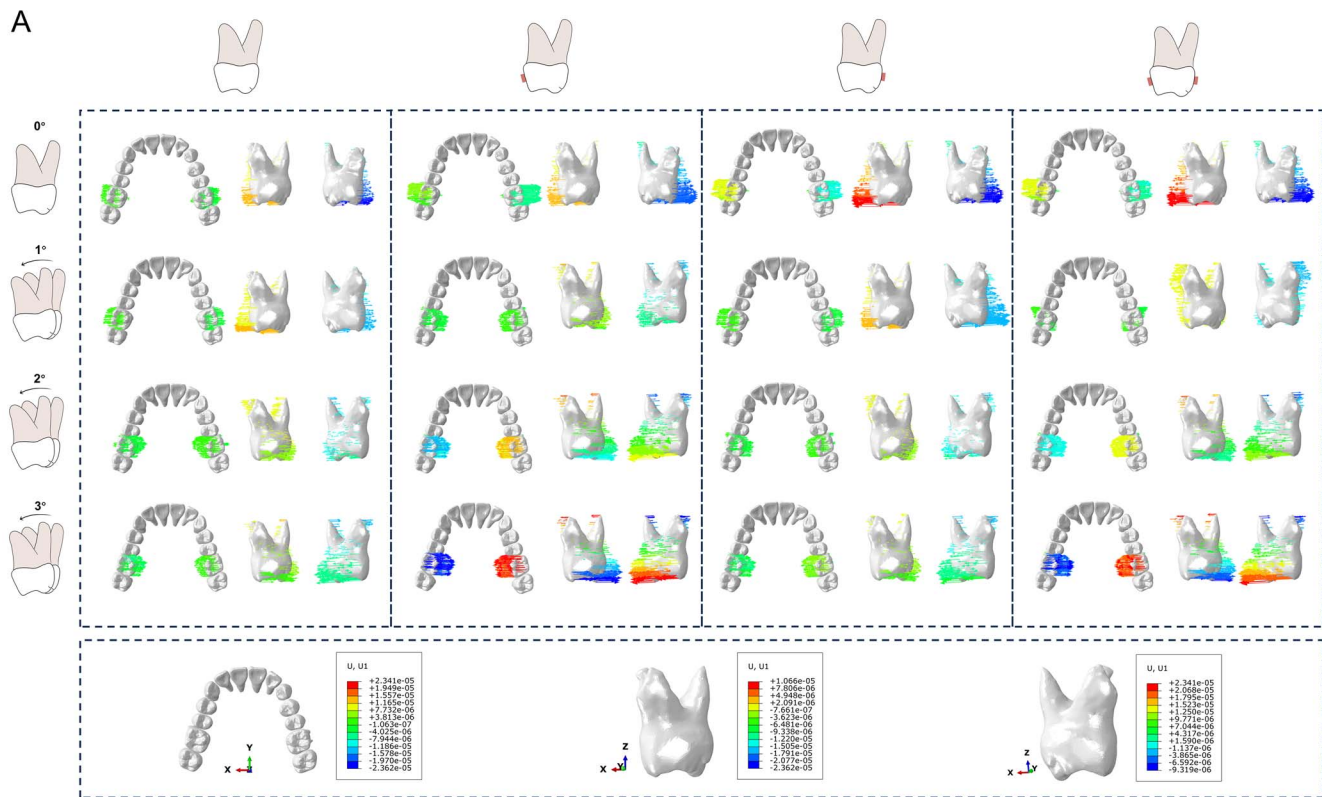 A
0°
1°
2°
3°
Y
X
Z
U, U1
+2.341e-05
+1.949e-05
+1.557e-05
+1.165e-05
+7.732e-06
+3.813e-06
-1.063e-07
-4.025e-06
-7.944e-06
-1.186e-05
-1.578e-05
-1.970e-05
-2.362e-05
Z
X
Y
U, U1
+1.066e-05
+7.806e-06
+4.948e-06
+2.091e-06
-7.661e-07
-3.623e-06
-6.481e-06
-9.338e-06
-1.220e-05
-1.505e-05
-1.791e-05
-2.077e-05
-2.362e-05
Z
X
Y
U, U1
+2.341e-05
+2.068e-05
+1.795e-05
+1.523e-05
+1.250e-05
+9.771e-06
+7.044e-06
+4.317e-06
+1.590e-06
-1.137e-06
-3.865e-06
-6.592e-06
-9.319e-06